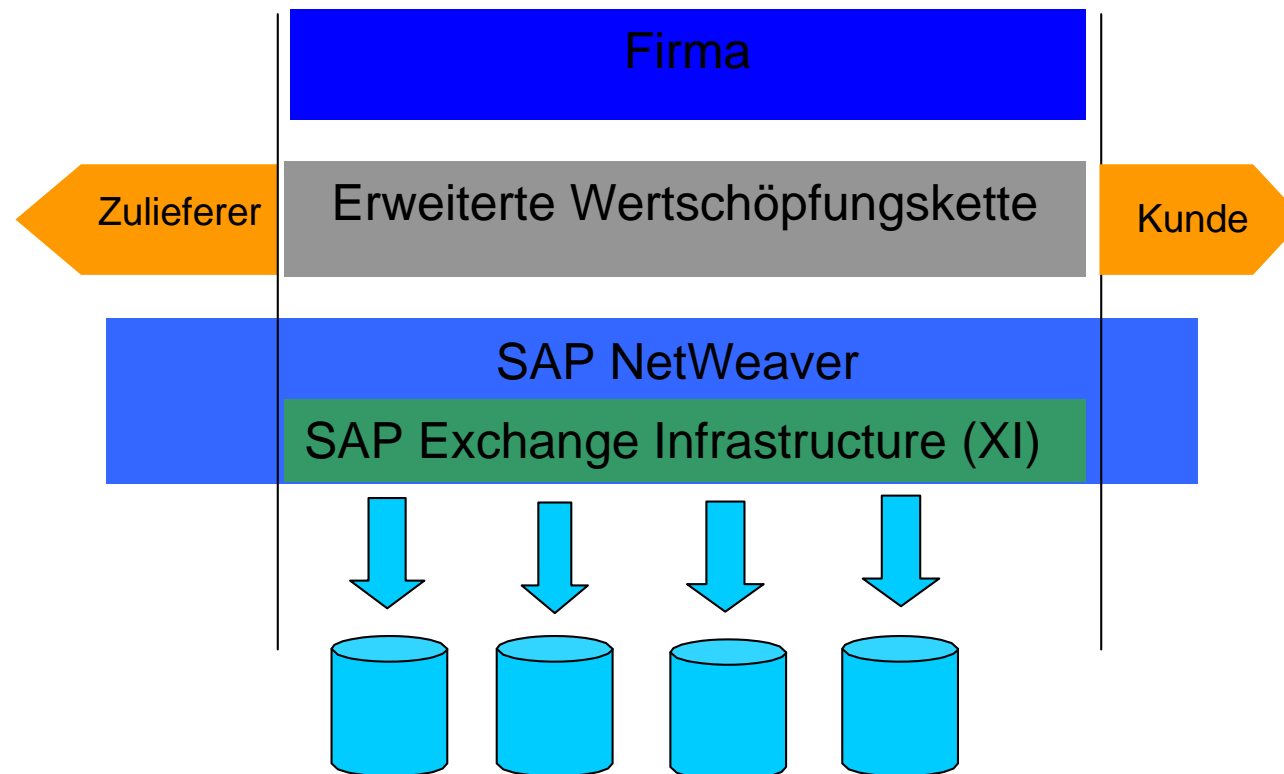 Firma
Zulieferer
Erweiterte Wertschöpfungskette
Kunde
SAP NetWeaver
SAP Exchange Infrastructure (XI)